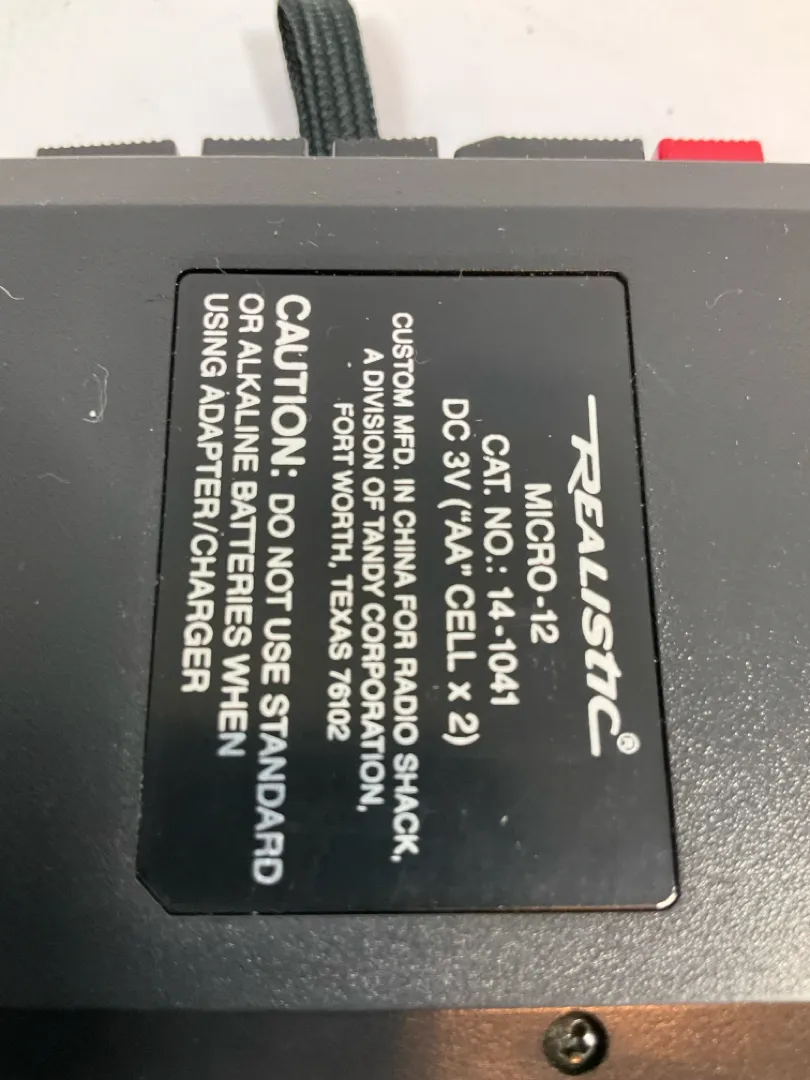 REALISTIC®
MICRO-12
CAT. NO.: 14-1041
DC 3V ("AA" CELL x 2)
CUSTOM MFD. IN CHINA FOR RADIO SHACK,
A DIVISION OF TANDY CORPORATION,
FORT WORTH, TEXAS 76102
CAUTION: DO NOT USE STANDARD
OR ALKALINE BATTERIES WHEN
USING ADAPTER/CHARGER